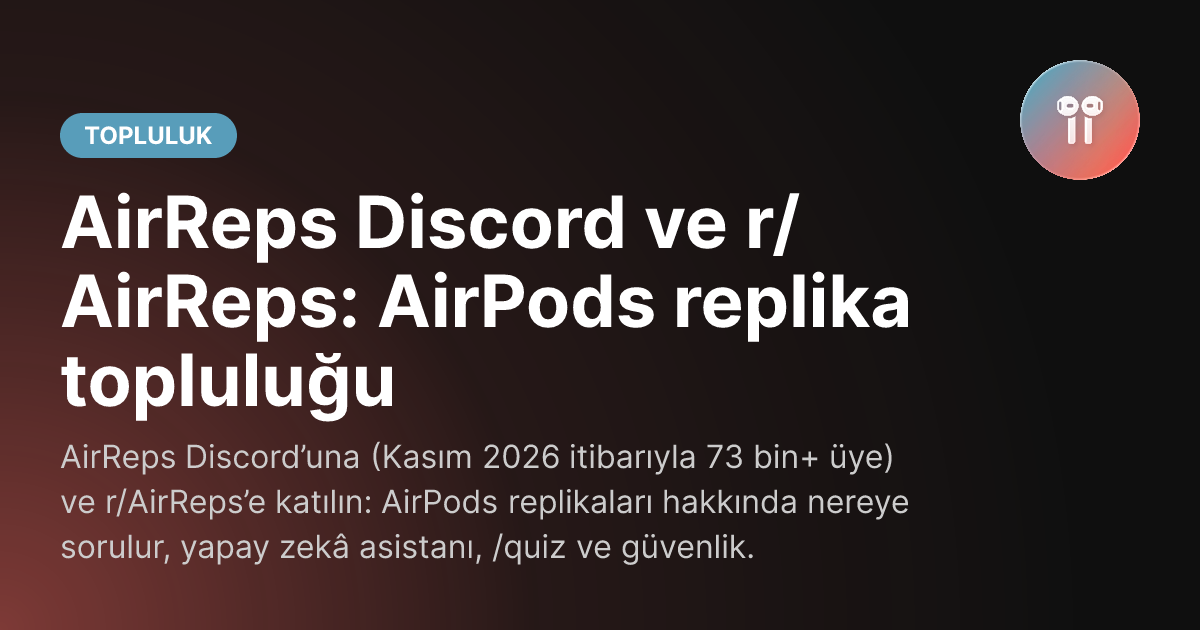 TOPLULUK
AirReps Discord ve r/
AirReps: AirPods replika
topluluğu
AirReps Discord’una (Kasım 2026 itibarıyla 73 bin+ üye)
ve r/AirReps’e katılın: AirPods replikaları hakkında nereye
sorulur, yapay zekâ asistanı, /quiz ve güvenlik.